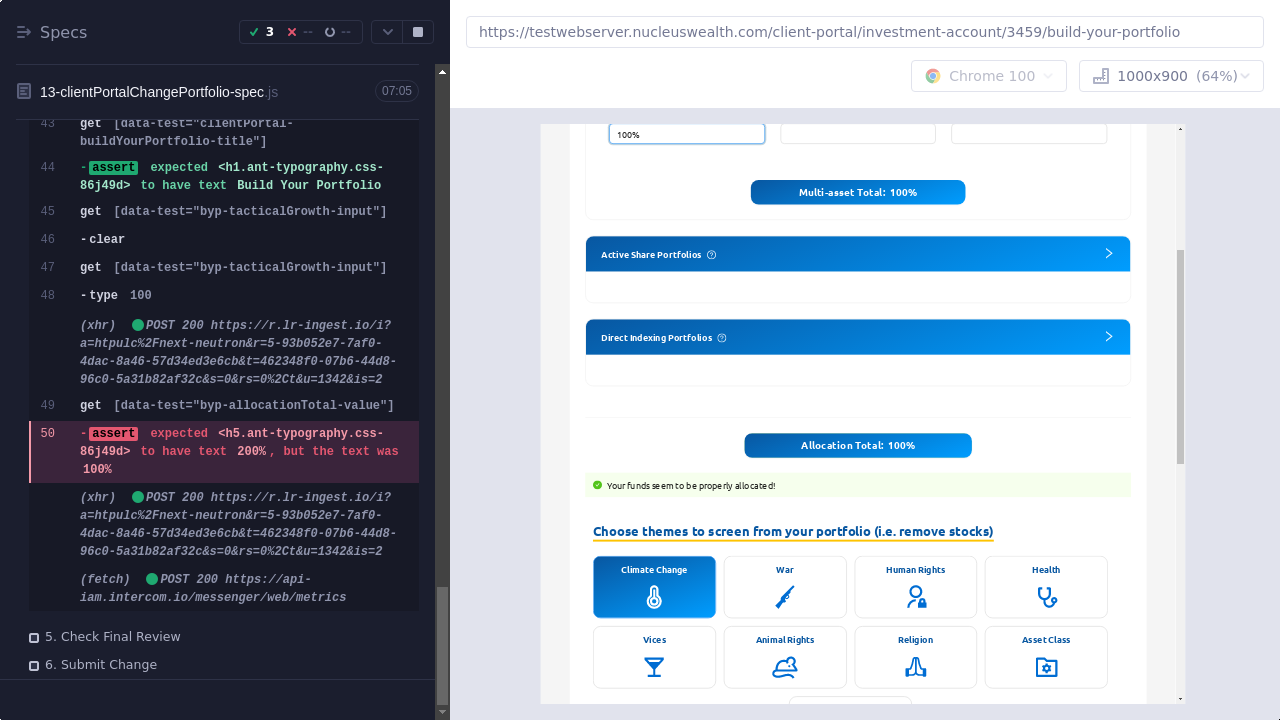 Specs
3
--
--
13-clientPortalChangePortfolio-spec.js
07:05
43 get [data-test="clientPortal-
buildYourPortfolio-title"]
44 -assert expected <h1.ant-typography.css-
86j49d> to have text Build Your Portfolio
45 get [data-test="byp-tacticalGrowth-input"]
46 -clear
47 get [data-test="byp-tacticalGrowth-input"]
48 -type 100
(xhr) POST 200 https://r.lr-ingest.io/i?
a=htpulc%2Fnext-neutron&r=5-93b052e7-7af0-
4dac-8a46-57d34ed3e6cb&t=462348f0-07b6-44d8-
96c0-5a31b82af32c&s=0&rs=0%2Ct&u=1342&is=2
49 get [data-test="byp-allocationTotal-value"]
50 -assert expected <h5.ant-typography.css-
86j49d> to have text 200%, but the text was
100%
(xhr) POST 200 https://r.lr-ingest.io/i?
a=htpulc%2Fnext-neutron&r=5-93b052e7-7af0-
4dac-8a46-57d34ed3e6cb&t=462348f0-07b6-44d8-
96c0-5a31b82af32c&s=0&rs=0%2Ct&u=1342&is=2
(fetch) POST 200 https://api-
iam.intercom.io/messenger/web/metrics
5. Check Final Review
6. Submit Change
https://testwebserver.nucleuswealth.com/client-portal/investment-account/3459/build-your-portfolio
Chrome 100
1000x900 (64%)
100%
Multi-asset Total: 100%
Active Share Portfolios
Direct Indexing Portfolios
Allocation Total: 100%
Your funds seem to be properly allocated!
Choose themes to screen from your portfolio (i.e. remove stocks)
Climate Change
War
Human Rights
Health
Vices
Animal Rights
Religion
Asset Class